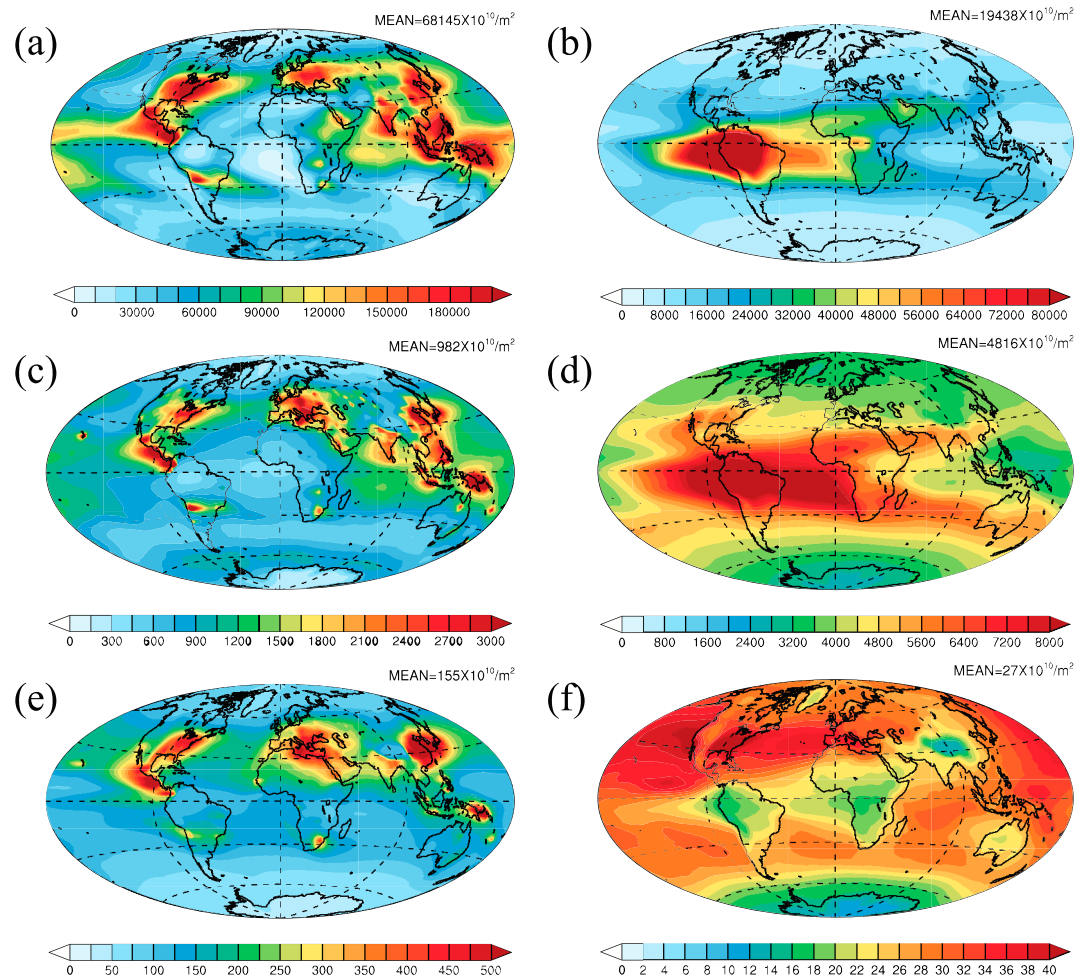 (a)
MEAN=68145X10^10/m^2
0 30000 60000 90000 120000 150000 180000
(b)
MEAN=19438X10^10/m^2
0 8000 16000 24000 32000 40000 48000 56000 64000 72000 80000
(c)
MEAN=982X10^10/m^2
0 300 600 900 1200 1500 1800 2100 2400 2700 3000
(d)
MEAN=4816X10^10/m^2
0 800 1600 2400 3200 4000 4800 5600 6400 7200 8000
(e)
MEAN=155X10^10/m^2
0 50 100 150 200 250 300 350 400 450 500
(f)
MEAN=27X10^10/m^2
0 2 4 6 8 10 12 14 16 18 20 22 24 26 28 30 32 34 36 38 40